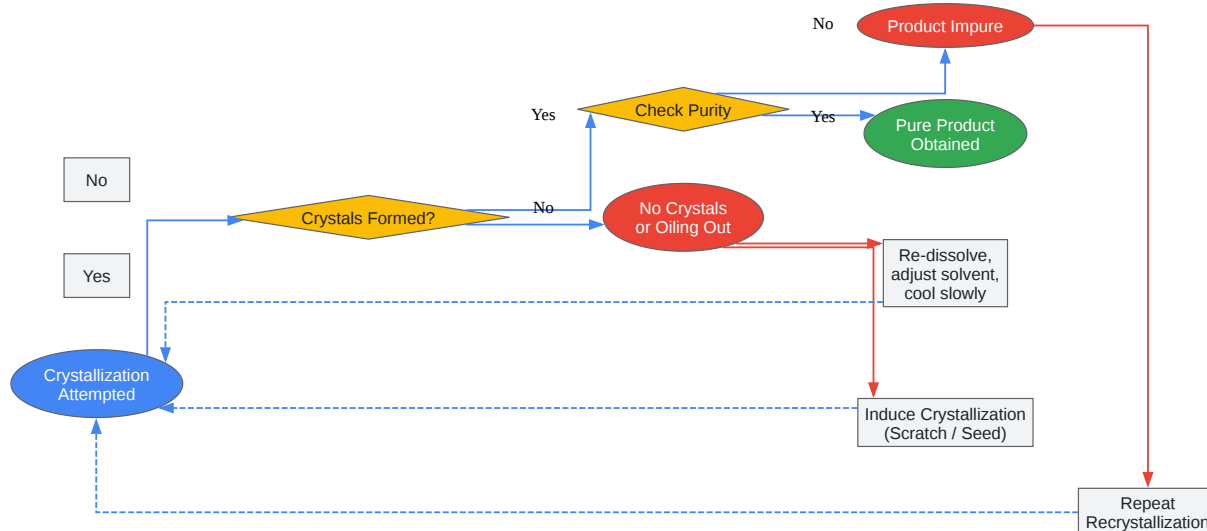 No
Product Impure
Check Purity
Yes
Yes
Pure Product
Obtained
No
Crystals Formed?
No
No Crystals
or Oiling Out
Yes
Re-dissolve,
adjust solvent,
cool slowly
Crystallization
Attempted
Induce Crystallization
(Scratch / Seed)
Repeat
Recrystallization